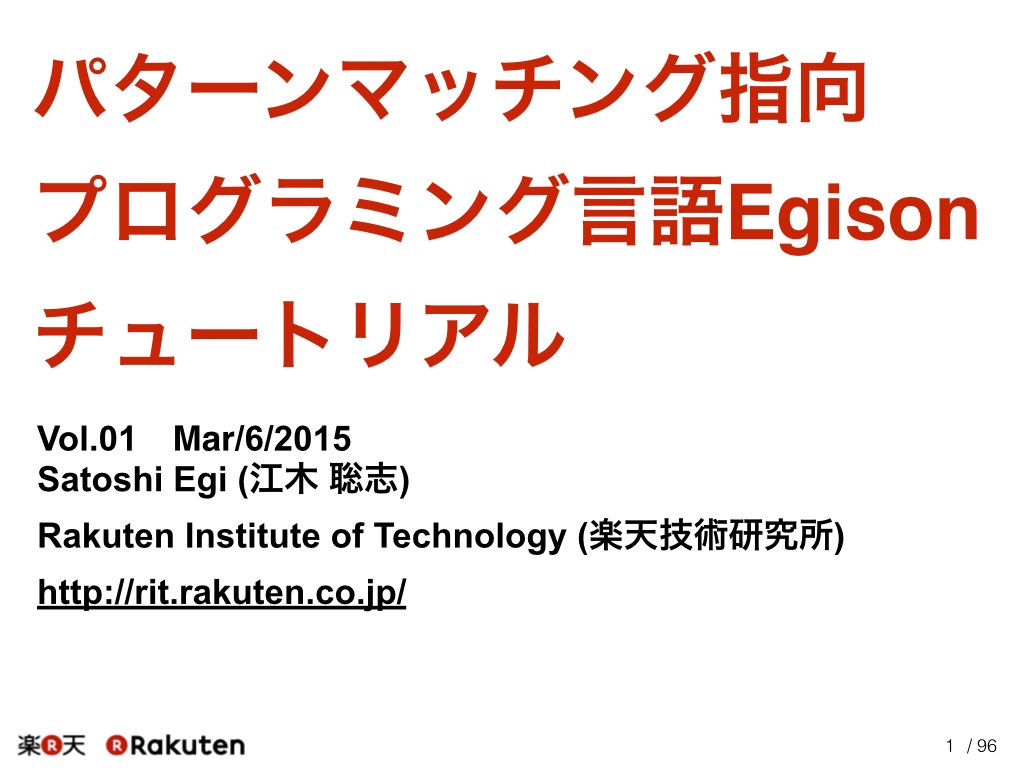 パターンマッチング指向
プログラミング言語Egison
チュートリアル
Vol.01　Mar/6/2015
Satoshi Egi (江木 聡志)
Rakuten Institute of Technology (楽天技術研究所)
http://rit.rakuten.co.jp/
楽R天 R Rakuten
1 / 96